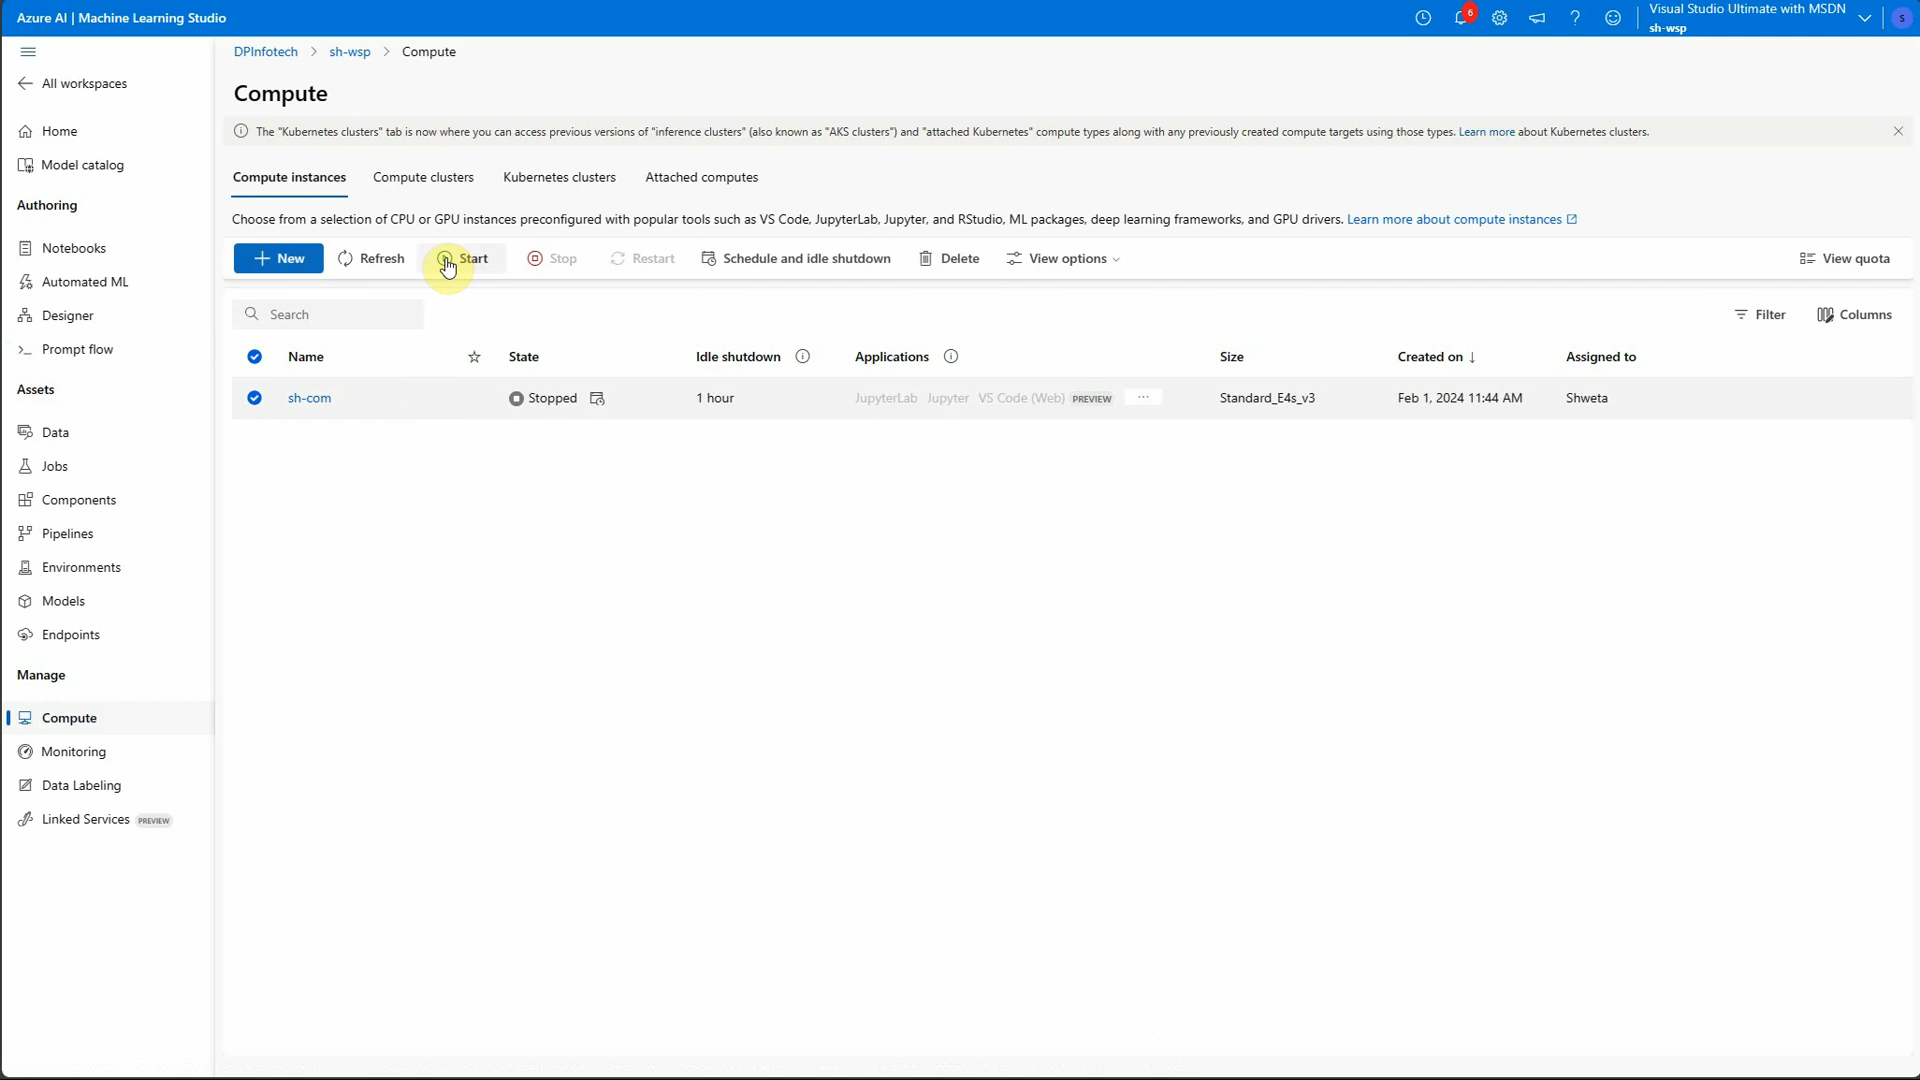 Azure AI | Machine Learning Studio
6
Visual Studio Ultimate with MSDN
sh-wsp
S
All workspaces
Home
Model catalog
Authoring
Notebooks
Automated ML
Designer
Prompt flow
Assets
Data
Jobs
Components
Pipelines
Environments
Models
Endpoints
Manage
Compute
Monitoring
Data Labeling
Linked Services PREVIEW
DPInfotech > sh-wsp > Compute
Compute
The "Kubernetes clusters" tab is now where you can access previous versions of "inference clusters" (also known as "AKS clusters") and "attached Kubernetes" compute types along with any previously created compute targets using those types. Learn more about Kubernetes clusters.
Compute instances Compute clusters Kubernetes clusters Attached computes
Choose from a selection of CPU or GPU instances preconfigured with popular tools such as VS Code, JupyterLab, Jupyter, and RStudio, ML packages, deep learning frameworks, and GPU drivers. Learn more about compute instances
New Refresh Start Stop Restart Schedule and idle shutdown Delete View options View quota
Search Filter Columns
Name State Idle shutdown Applications Size Created on ↓ Assigned to
sh-com Stopped 1 hour JupyterLab Jupyter VS Code (Web) PREVIEW ... Standard_E4s_v3 Feb 1, 2024 11:44 AM Shweta